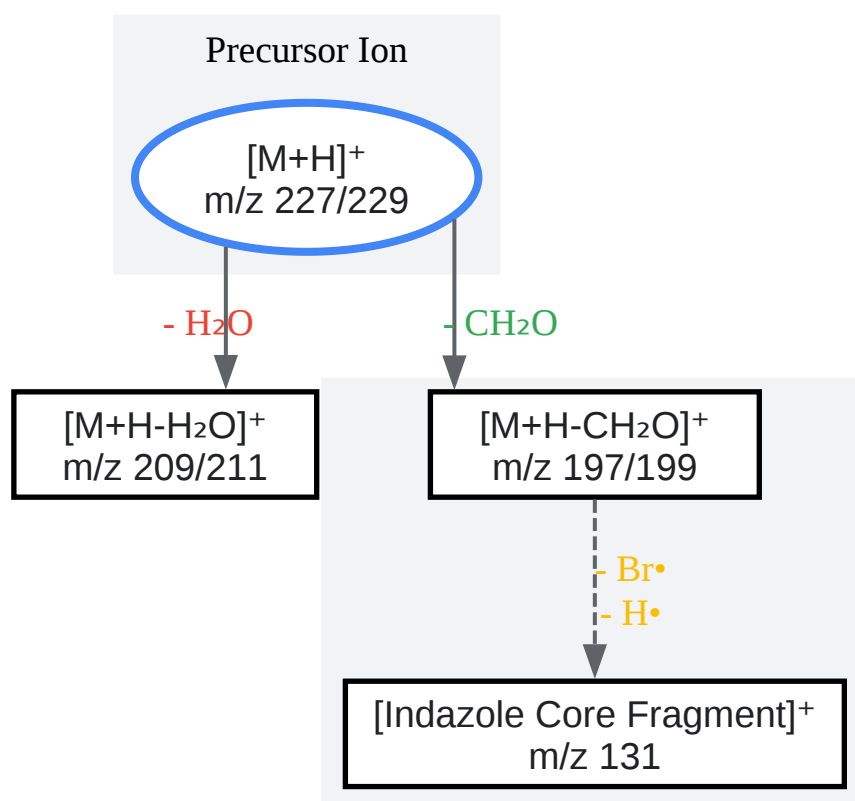 Precursor Ion
[M+H]⁺
m/z 227/229
- H₂O
- CH₂O
[M+H-H₂O]⁺
m/z 209/211
[M+H-CH₂O]⁺
m/z 197/199
- Br•
- H•
[Indazole Core Fragment]⁺
m/z 131